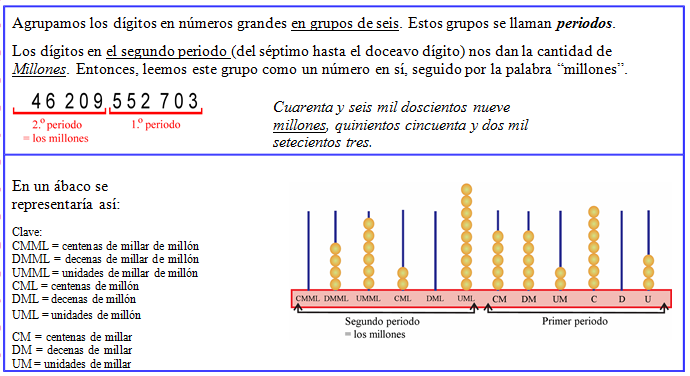 Agrupamos los dígitos en números grandes en grupos de seis. Estos grupos se llaman periodos.
Los dígitos en el segundo periodo (del séptimo hasta el doceavo dígito) nos dan la cantidad de
Millones. Entonces, leemos este grupo como un número en sí, seguido por la palabra “millones”.
46 209 552 703
2.º periodo
= los millones
1.º periodo
Cuarenta y seis mil doscientos nueve
millones, quinientos cincuenta y dos mil
setecientos tres.
En un ábaco se
representaría así:
Clave:
CMML = centenas de millar de millón
DMML = decenas de millar de millón
UMML = unidades de millar de millón
CML = centenas de millón
DML = decenas de millón
UML = unidades de millón
CM = centenas de millar
DM = decenas de millar
UM = unidades de millar
CMML DMML UMML CML DML UML CM DM UM C D U
Segundo periodo
= los millones
Primer periodo